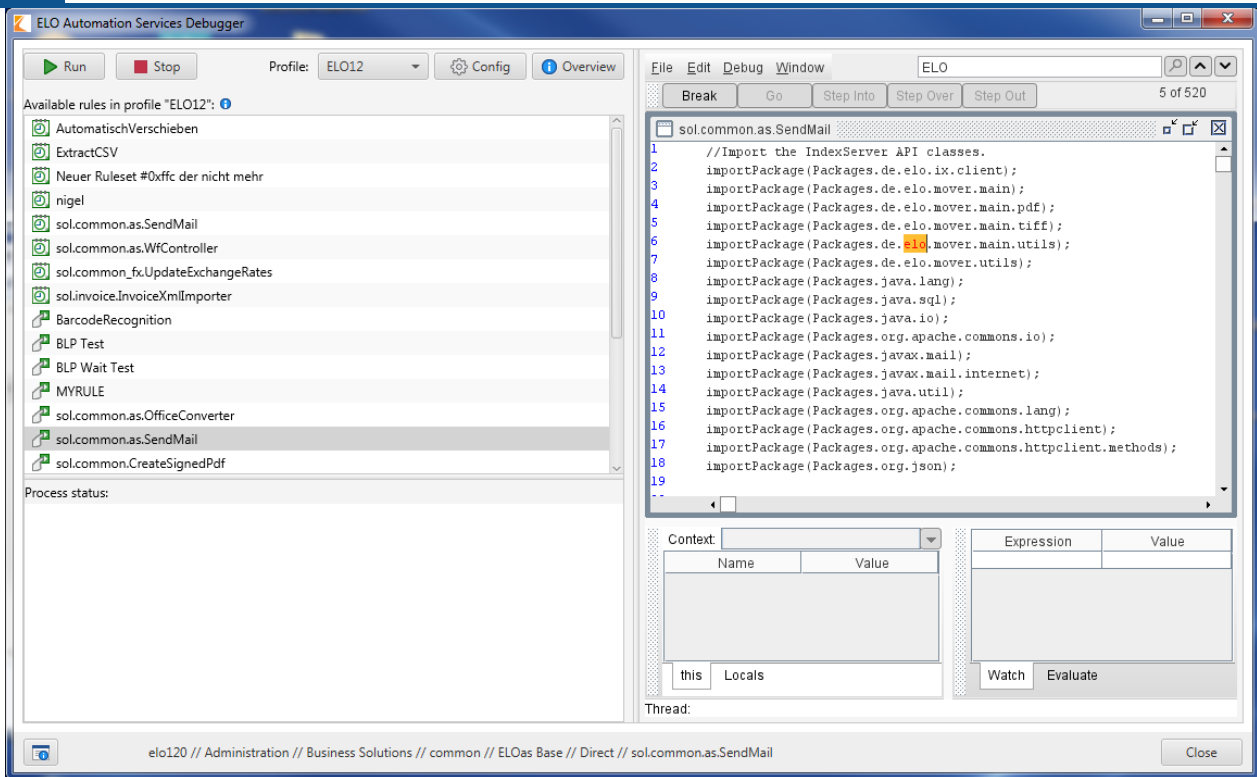 ELO Automation Services Debugger
Run Stop Profile: ELO12 Config Overview
Available rules in profile "ELO12":
AutomatischVerschieben
ExtractCSV
Neuer Ruleset #0xffc der nicht mehr
nigel
sol.common.as.SendMail
sol.common.as.WfController
sol.common_fx.UpdateExchangeRates
sol.invoice.InvoiceXmlImporter
BarcodeRecognition
BLP Test
BLP Wait Test
MYRULE
sol.common.as.OfficeConverter
sol.common.as.SendMail
sol.common.CreateSignedPdf
Process status:
File Edit Debug Window ELO
Break Go Step Into Step Over Step Out 5 of 520
sol.common.as.SendMail
1 //Import the IndexServer API classes.
2 importPackage(Packages.de.elo.ix.client);
3 importPackage(Packages.de.elo.mover.main);
4 importPackage(Packages.de.elo.mover.main.pdf);
5 importPackage(Packages.de.elo.mover.main.tiff);
6 importPackage(Packages.de.elo.mover.main.utils);
7 importPackage(Packages.de.elo.mover.utils);
8 importPackage(Packages.java.lang);
9 importPackage(Packages.java.sql);
10 importPackage(Packages.java.io);
11 importPackage(Packages.org.apache.commons.io);
12 importPackage(Packages.javax.mail);
13 importPackage(Packages.javax.mail.internet);
14 importPackage(Packages.java.util);
15 importPackage(Packages.org.apache.commons.lang);
16 importPackage(Packages.org.apache.commons.httpclient);
17 importPackage(Packages.org.apache.commons.httpclient.methods);
18 importPackage(Packages.org.json);
19
Context:
Name Value
this Locals
Expression Value
Watch Evaluate
Thread:
elo120 // Administration // Business Solutions // common // ELOas Base // Direct // sol.common.as.SendMail
Close